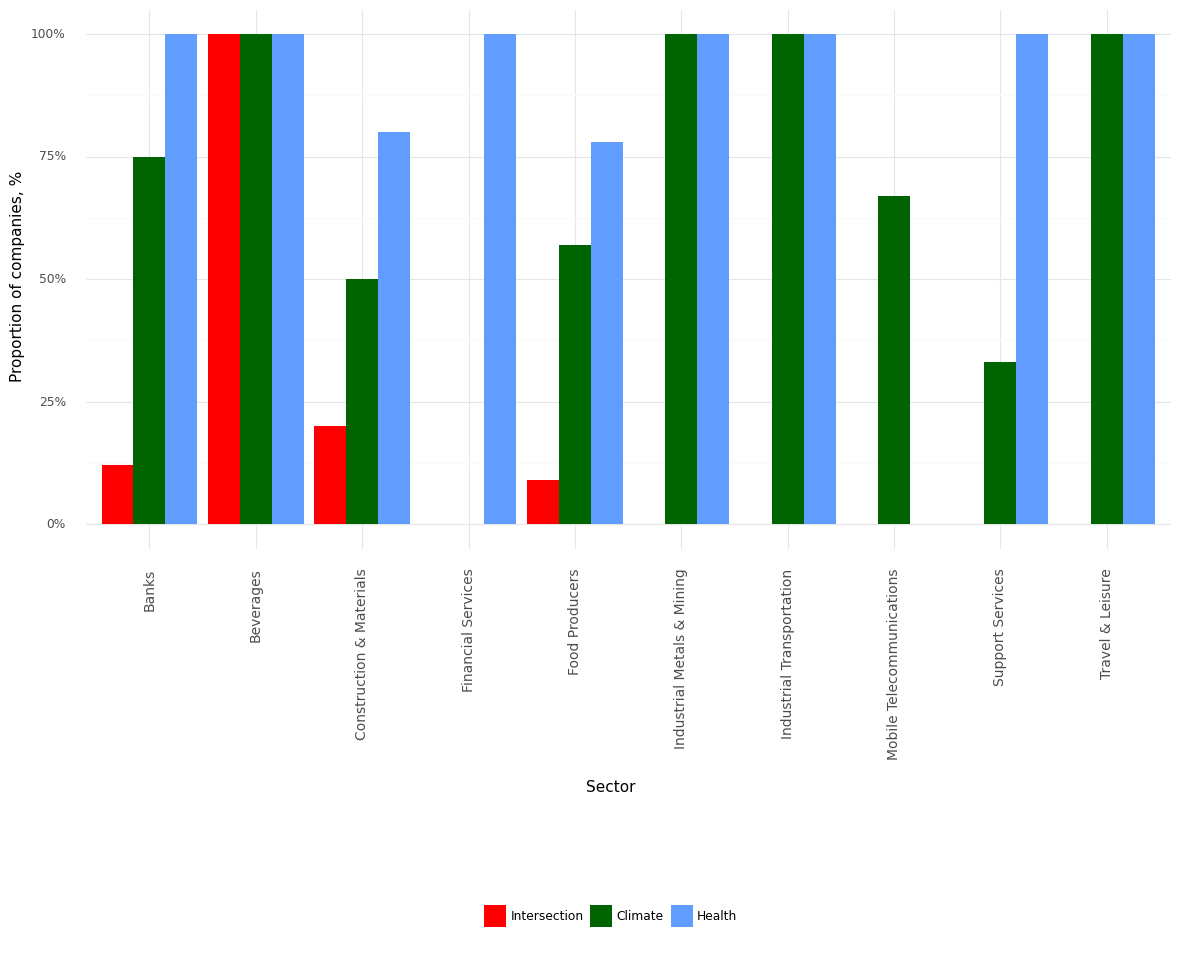 Proportion of companies, %
100%
75%
50%
25%
0%
Banks
Beverages
Construction & Materials
Financial Services
Food Producers
Industrial Metals & Mining
Industrial Transportation
Mobile Telecommunications
Support Services
Travel & Leisure
Sector
Intersection
Climate
Health